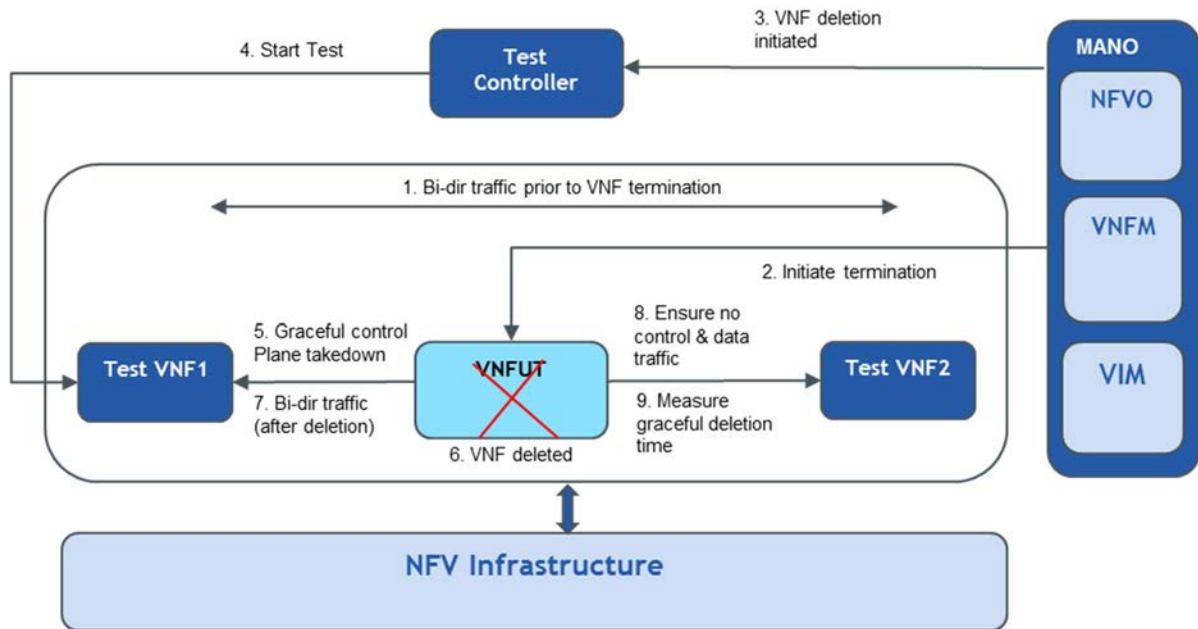 3. VNF deletion
initiated
4. Start Test
Test
Controller
MANO
NFVO
1. Bi-dir traffic prior to VNF termination
VNFM
2. Initiate termination
8. Ensure no
control & data
traffic
5. Graceful control
Plane takedown
Test VNF1
VNFUT
Test VNF2
VIM
7. Bi-dir traffic
(after deletion)
9. Measure
graceful deletion
time
6. VNF deleted
NFV Infrastructure